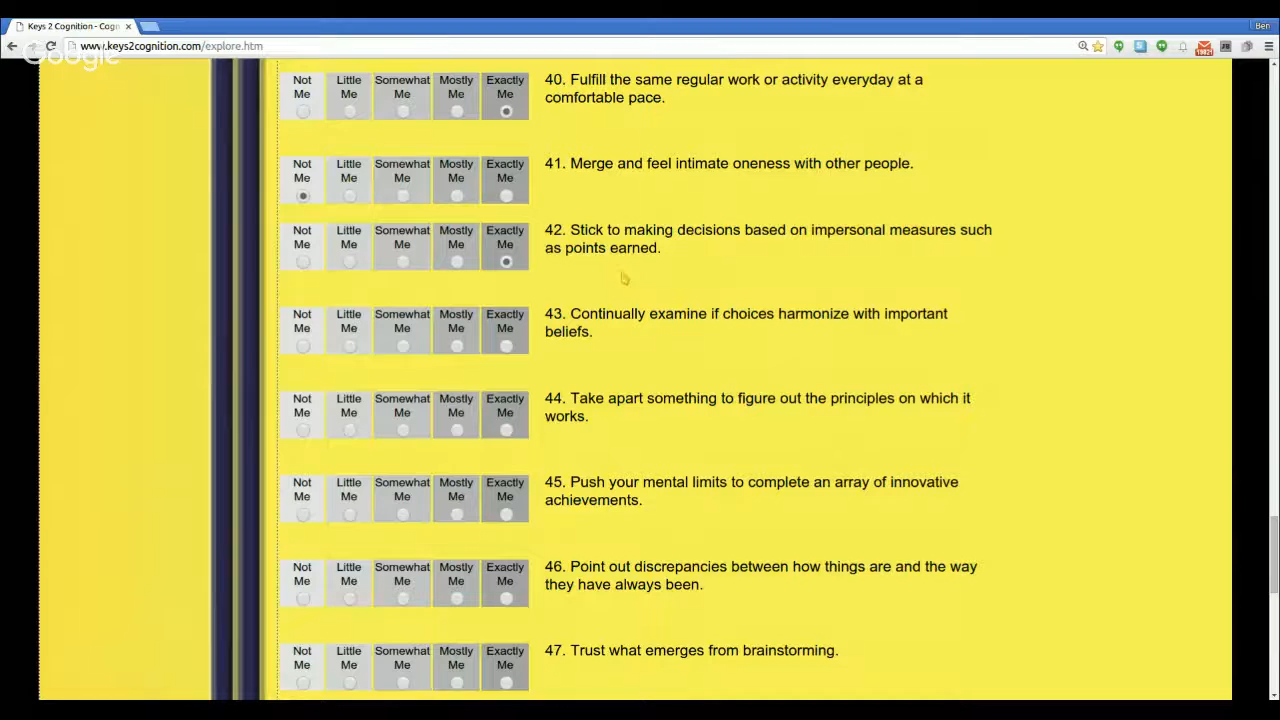 Keys 2 Cognition - Cogn
Ben
www.keys2cognition.com/explore.htm
Google
Not Me Little Me Somewhat Me Mostly Me Exactly Me
40. Fulfill the same regular work or activity everyday at a
comfortable pace.
Not Me Little Me Somewhat Me Mostly Me Exactly Me
41. Merge and feel intimate oneness with other people.
Not Me Little Me Somewhat Me Mostly Me Exactly Me
42. Stick to making decisions based on impersonal measures such
as points earned.
Not Me Little Me Somewhat Me Mostly Me Exactly Me
43. Continually examine if choices harmonize with important
beliefs.
Not Me Little Me Somewhat Me Mostly Me Exactly Me
44. Take apart something to figure out the principles on which it
works.
Not Me Little Me Somewhat Me Mostly Me Exactly Me
45. Push your mental limits to complete an array of innovative
achievements.
Not Me Little Me Somewhat Me Mostly Me Exactly Me
46. Point out discrepancies between how things are and the way
they have always been.
Not Me Little Me Somewhat Me Mostly Me Exactly Me
47. Trust what emerges from brainstorming.